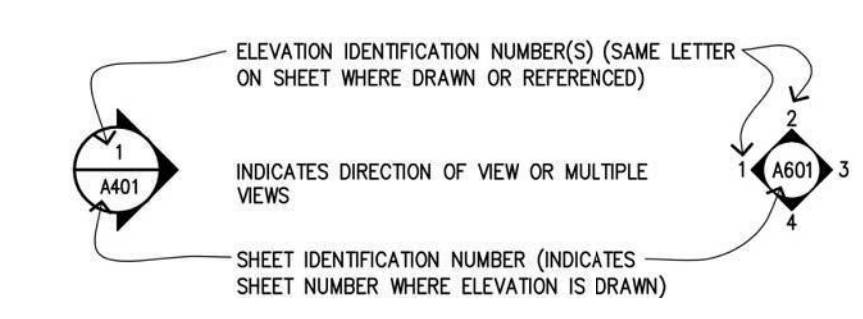 ELEVATION IDENTIFICATION NUMBER(S) (SAME LETTER
ON SHEET WHERE DRAWN OR REFERENCED)
1
A401
INDICATES DIRECTION OF VIEW OR MULTIPLE
VIEWS
2
1
A601
3
4
SHEET IDENTIFICATION NUMBER (INDICATES
SHEET NUMBER WHERE ELEVATION IS DRAWN)